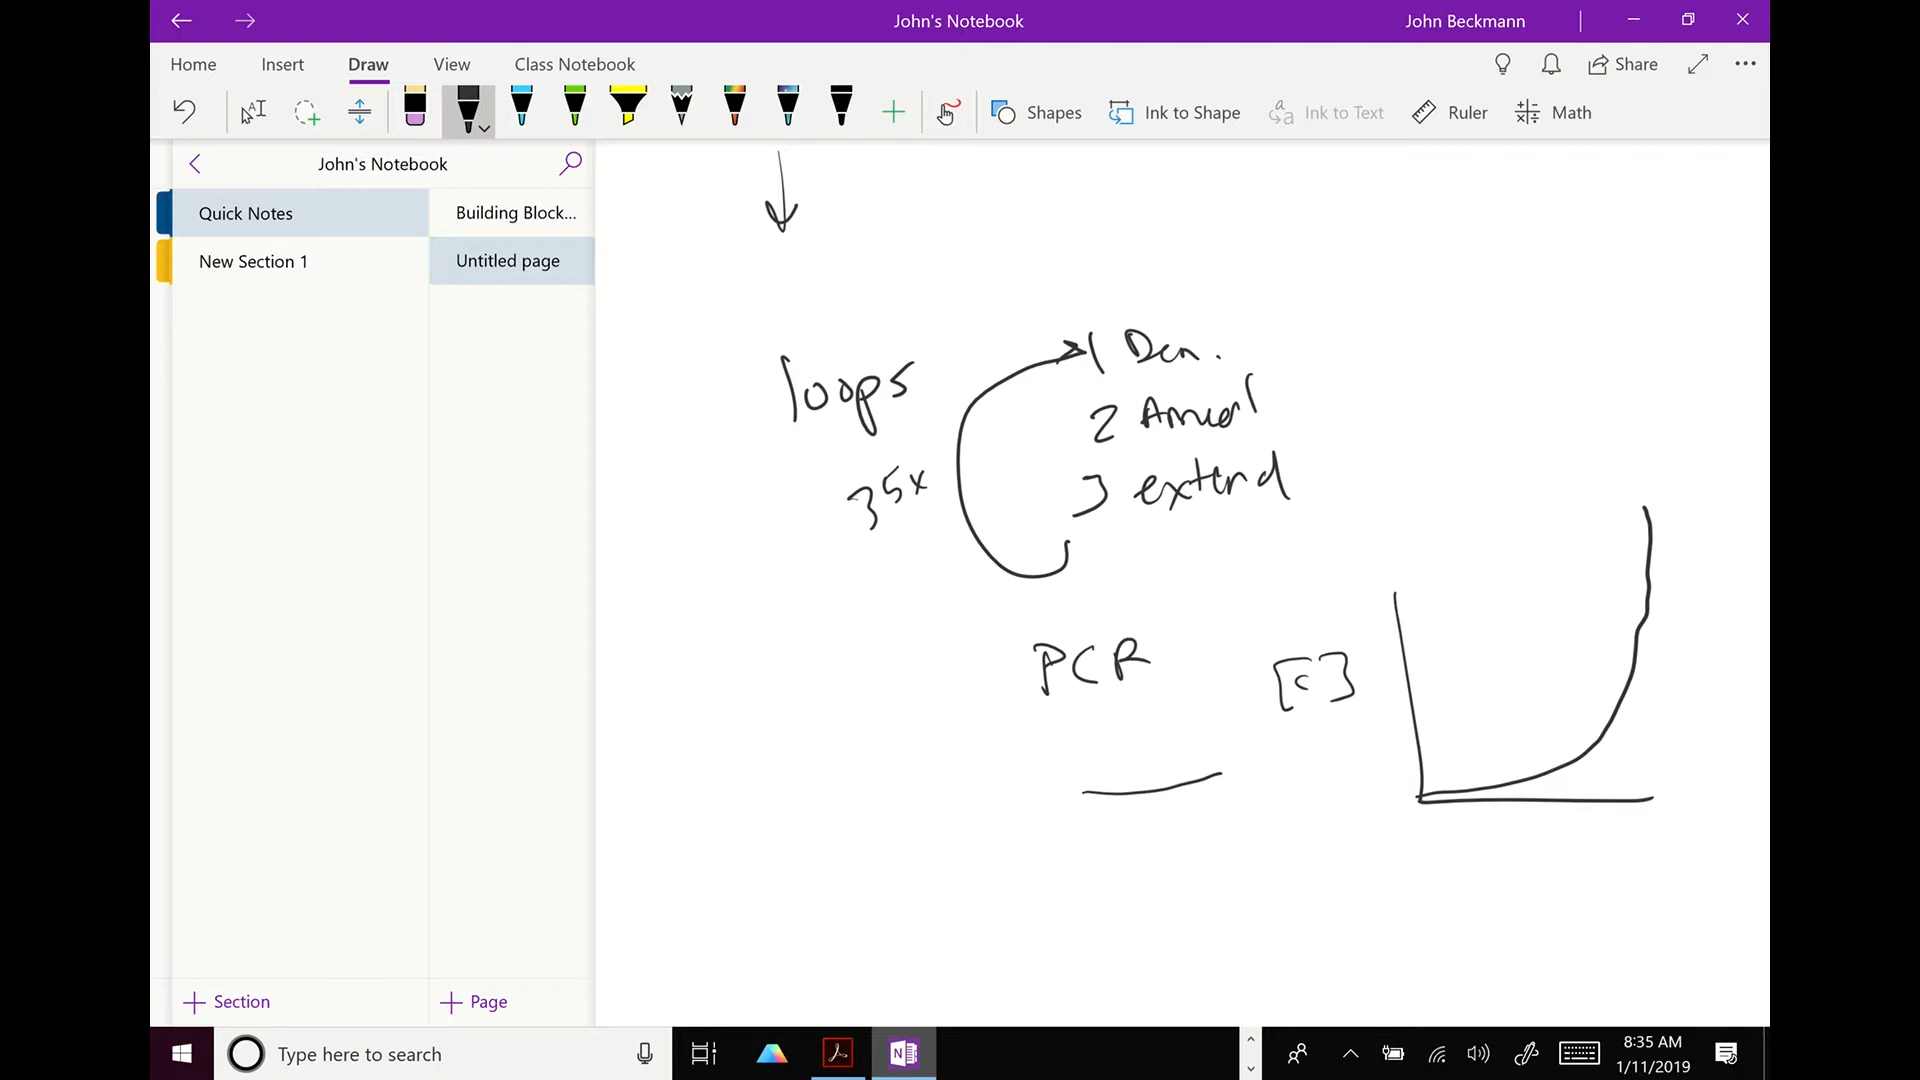 John's Notebook
John Beckmann
Home
Insert
Draw
View
Class Notebook
Share
Shapes
Ink to Shape
Ink to Text
Ruler
Math
John's Notebook
Quick Notes
New Section 1
Building Block...
Untitled page
loops
35x
1 Den.
2 Anneal
3 extend
PCR
[c]
Section
Page
Type here to search
8:35 AM
1/11/2019